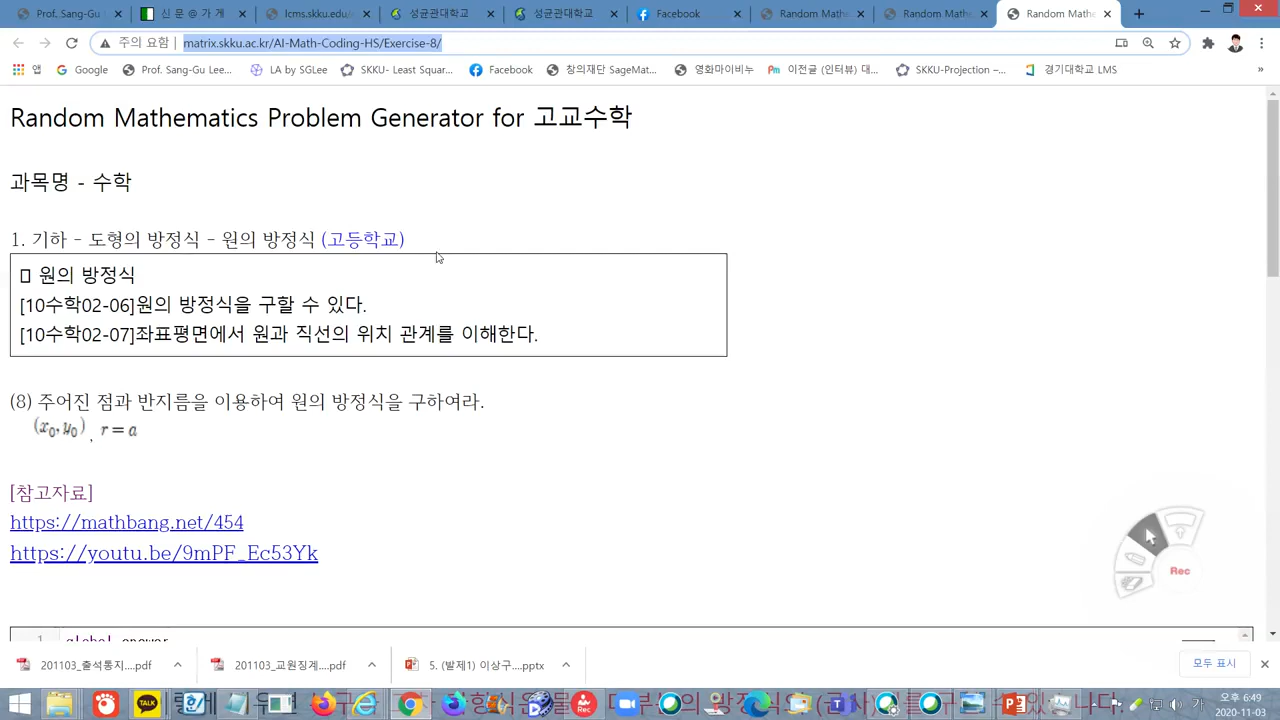 Prof. Sang-Gu
신 문 @ 가 게
lcms.skku.edu/
성균관대학교
성균관대학교
Facebook
Random Mathe
Random Mathe
Random Mathe
주의 요함 | matrix.skku.ac.kr/AI-Math-Coding-HS/Exercise-8/
앱
Google
Prof. Sang-Gu Lee...
LA by SGLee
SKKU- Least Squar...
Facebook
창의재단 SageMat...
영화마이비누
이전글 (인터뷰) 대...
SKKU-Projection –...
경기대학교 LMS
»
Random Mathematics Problem Generator for 고교수학
과목명 - 수학
1. 기하 - 도형의 방정식 - 원의 방정식 (고등학교)
▯ 원의 방정식
[10수학02-06]원의 방정식을 구할 수 있다.
[10수학02-07]좌표평면에서 원과 직선의 위치 관계를 이해한다.
(8) 주어진 점과 반지름을 이용하여 원의 방정식을 구하여라.
(x₀, y₀) , r = a
[참고자료]
https://mathbang.net/454
https://youtu.be/9mPF_Ec53Yk
Rec
1 global answer
201103_출석통지....pdf
201103_교원징계....pdf
5. (발제1) 이상구....pptx
모두 표시
TALK
Rec
가
오후 6:49
2020-11-03